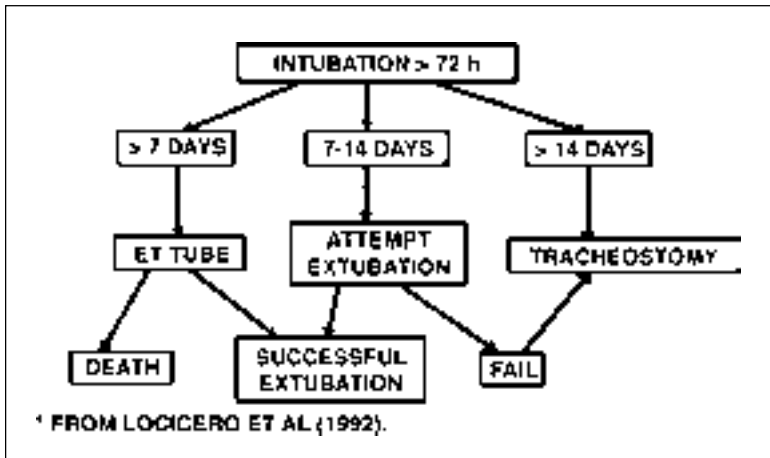 INTUBATION > 72 h
> 7 DAYS
7-14 DAYS
> 14 DAYS
ET TUBE
ATTEMPT
EXTUBATION
TRACHEOSTOMY
DEATH
SUCCESSFUL
EXTUBATION
FAIL
* FROM LOCICERO ET AL (1992).